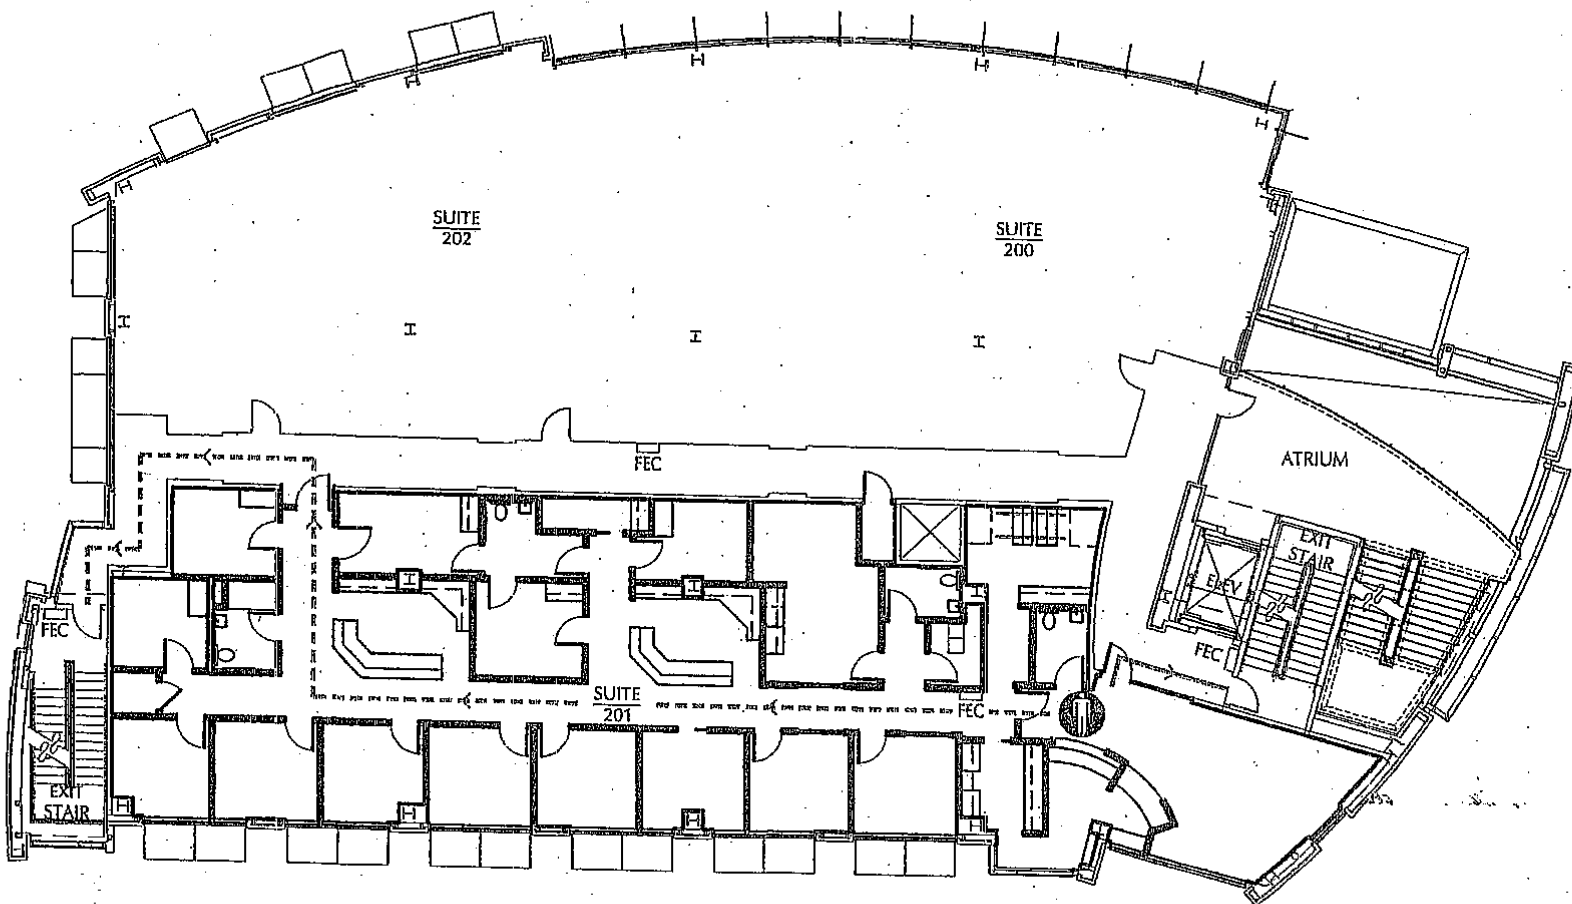 SUITE
202
SUITE
200
FEC
ATRIUM
EXIT
STAIR
ELEV
FEC
FEC
SUITE
201
FEC
EXIT
STAIR